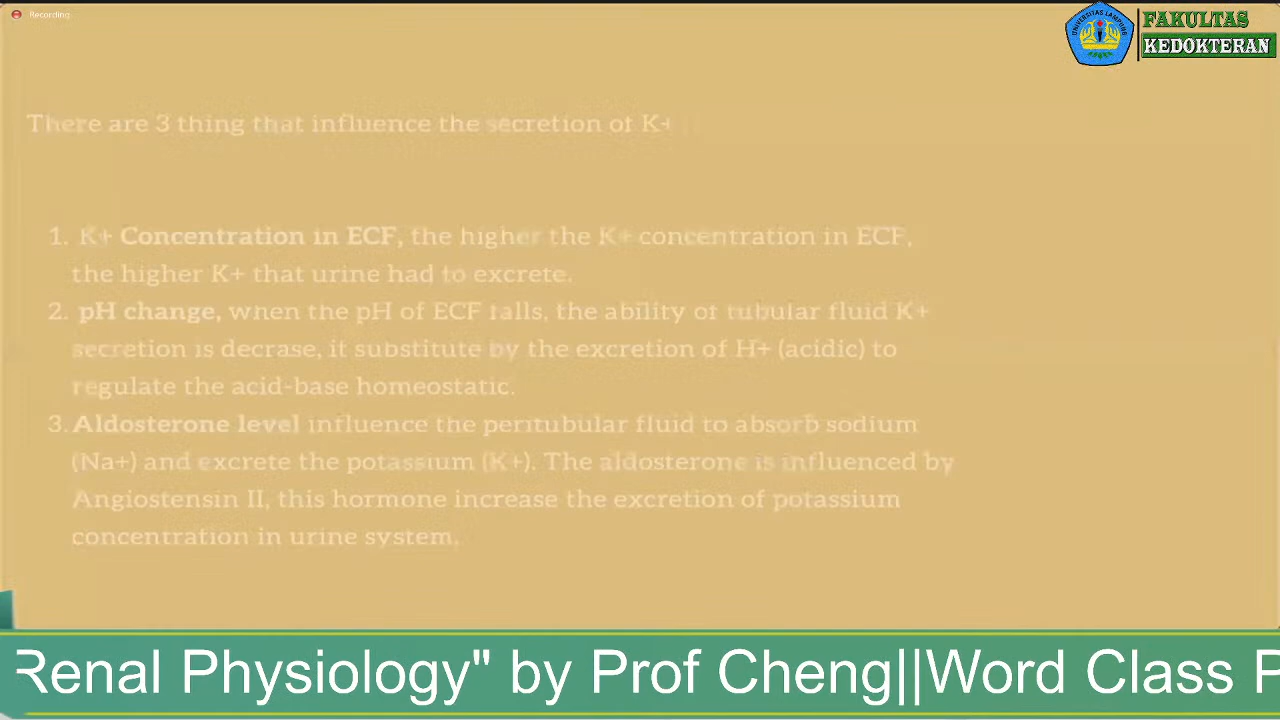 Recording
UNIVERSITAS LAMPUNG
FAKULTAS
KEDOKTERAN
There are 3 thing that influence the secretion of K+
1. K+ Concentration in ECF, the higher the K+ concentration in ECF,
the higher K+ that urine had to excrete.
2. pH change, when the pH of ECF falls, the ability of tubular fluid K+
secretion is decrase, it substitute by the excretion of H+ (acidic) to
regulate the acid-base homeostatic.
3. Aldosterone level influence the peritubular fluid to absorb sodium
(Na+) and excrete the potassium (K+). The aldosterone is influenced by
Angiostensin II, this hormone increase the excretion of potassium
concentration in urine system.
Renal Physiology" by Prof Cheng||Word Class P